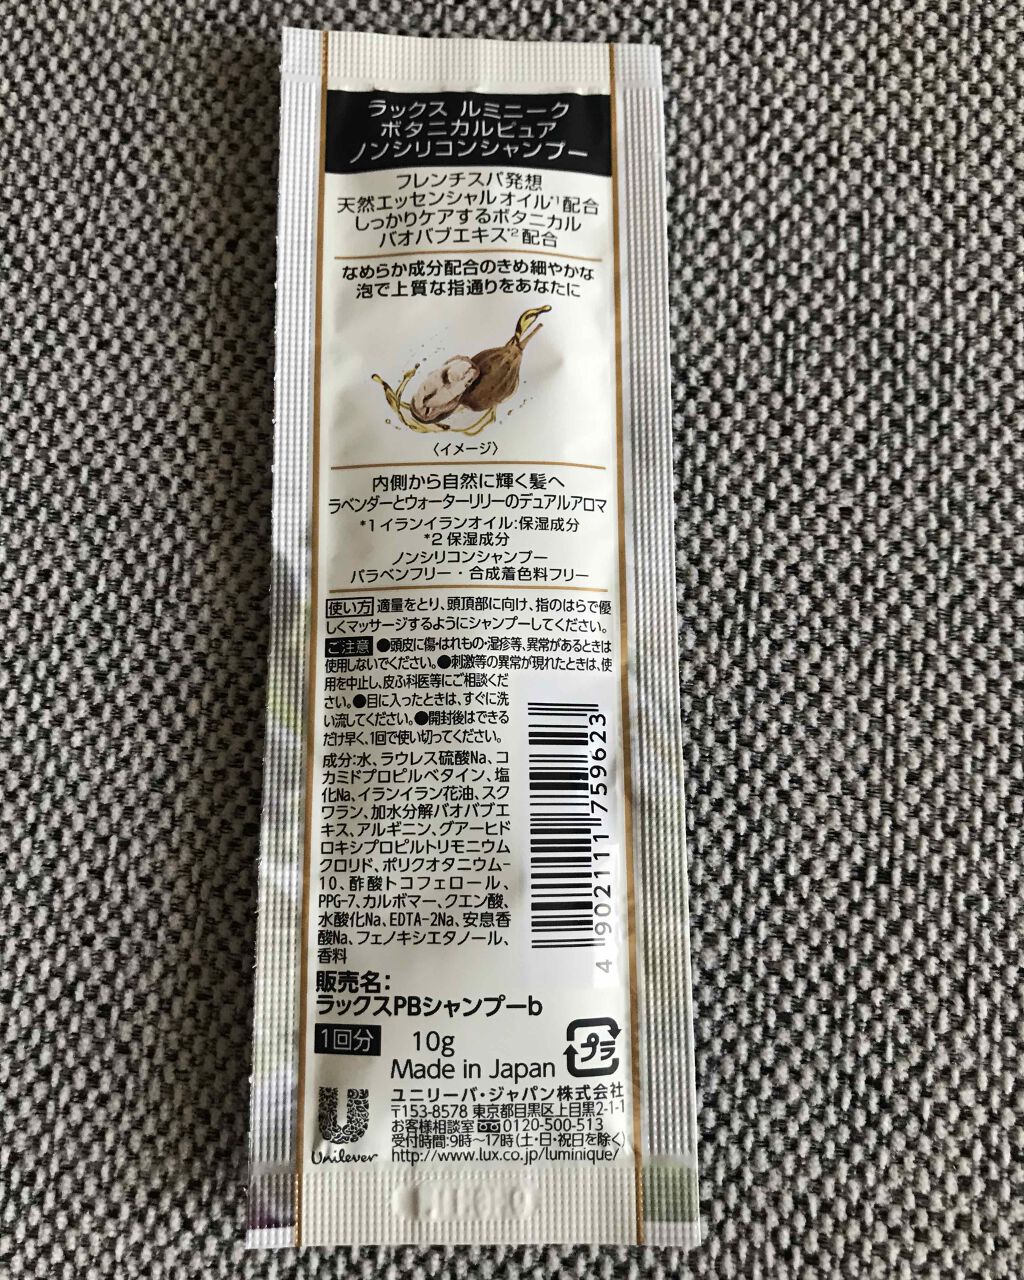 ラックス ルミニーク
ボタニカルピュア
ノンシリコンシャンプー
フレンチスパ発想
天然エッセンシャルオイル*1配合
しっかりケアするボタニカル
バオバブエキス*2配合
なめらか成分配合のきめ細やかな
泡で上質な指通りをあなたに
〈イメージ〉
内側から自然に輝く髪へ
ラベンダーとウォーターリリーのデュアルアロマ
*1 イランイランオイル:保湿成分
*2 保湿成分
ノンシリコンシャンプー
パラベンフリー・合成着色料フリー
使い方 適量をとり、頭頂部に向け、指のはらで優
しくマッサージするようにシャンプーしてください。
ご注意 ●頭皮に傷・はれもの・湿疹等、異常があるときは
使用しないでください。●刺激等の異常が現れたときは、使
用を中止し、皮ふ科医等にご相談くだ
さい。●目に入ったときは、すぐに洗
い流してください。●開封後はできる
だけ早く、1回で使い切ってください。
成分:水、ラウレス硫酸Na、コ
カミドプロピルベタイン、塩
化Na、イランイラン花油、スク
ワラン、加水分解バオバブエ
キス、アルギニン、グアーヒド
ロキシプロピルトリモニウム
クロリド、ポリクオタニウム-
10、酢酸トコフェロール、
PPG-7、カルボマー、クエン酸、
水酸化Na、EDTA-2Na、安息香
酸Na、フェノキシエタノール、
香料
4 902111 759623
販売名:
ラックスPBシャンプーb
1回分 10g
Made in Japan
プラ
Unilever
ユニリーバ・ジャパン株式会社
〒153-8578 東京都目黒区上目黒2-1-1
お客様相談室 0120-500-513
受付時間:9時〜17時(土・日・祝日を除く)
http://www.lux.co.jp/luminique/